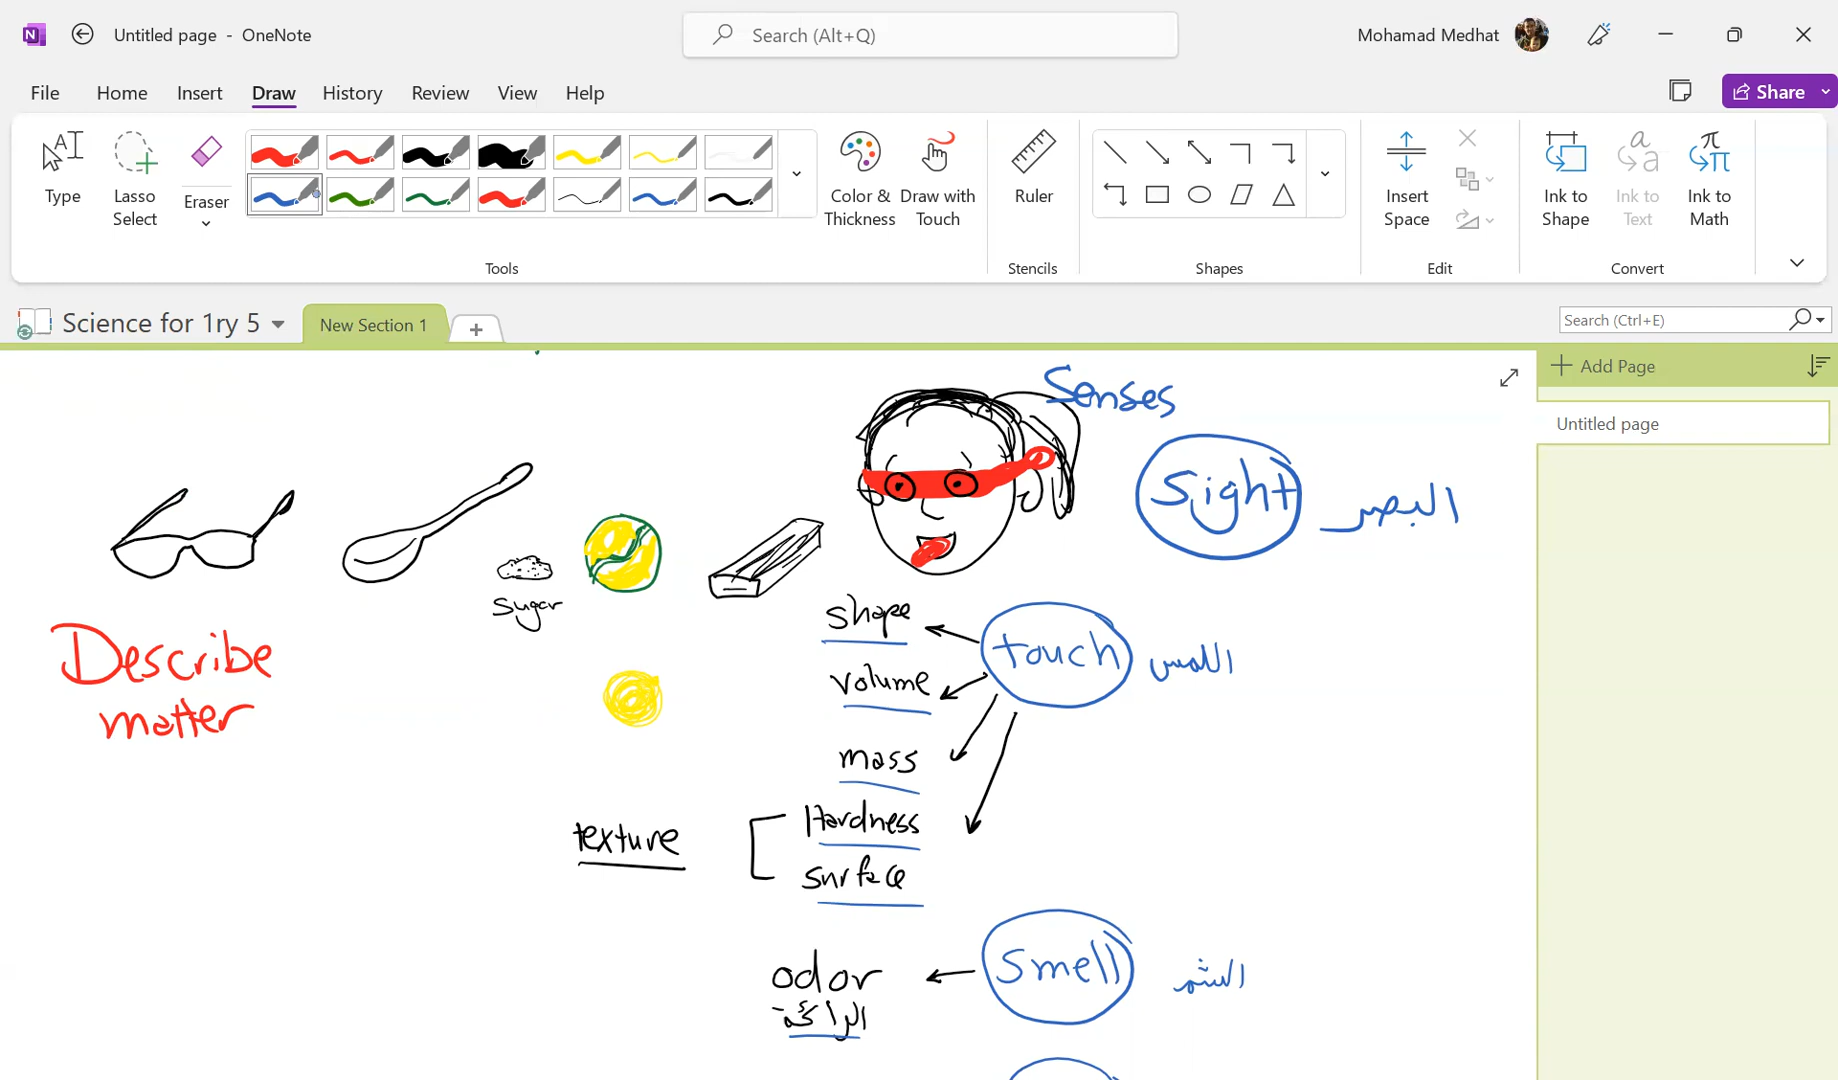 Untitled page - OneNote
Search (Alt+Q)
Mohamad Medhat
File Home Insert Draw History Review View Help
Share
Type
Lasso Select
Eraser
Color & Thickness
Draw with Touch
Ruler
Insert Space
Ink to Shape
Ink to Text
Ink to Math
Tools
Stencils
Shapes
Edit
Convert
Science for 1ry 5
New Section 1
Search (Ctrl+E)
Add Page
Untitled page
Senses
Sight البصر
sugar
Describe
matter
touch اللمس
shape
volume
mass
texture
Hardness
surface
smell الشم
odor
الرائحة